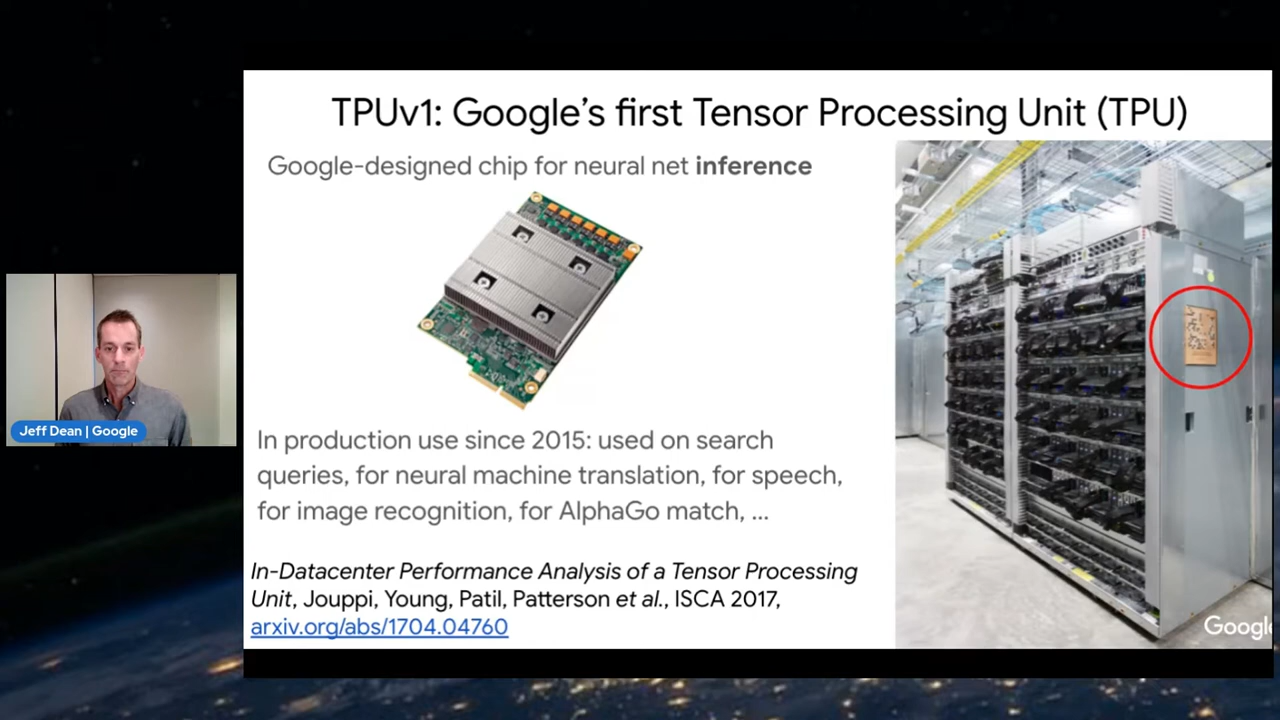 TPUv1: Google's first Tensor Processing Unit (TPU)
Google-designed chip for neural net inference
Jeff Dean | Google
In production use since 2015: used on search
queries, for neural machine translation, for speech,
for image recognition, for AlphaGo match, ...
In-Datacenter Performance Analysis of a Tensor Processing
Unit, Jouppi, Young, Patil, Patterson et al., ISCA 2017,
arxiv.org/abs/1704.04760